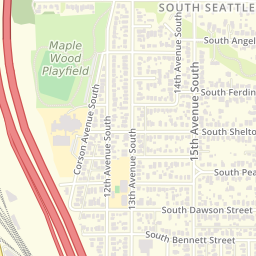 SOUTH SEATTLE
Maple
Wood
Playfield
South Angel
14th Avenue South
South Ferdin
Corson Avenue South
15th Avenue South
South Shelto
12th Avenue South
13th Avenue South
South Pea
South Dawson Street
South Bennett Street